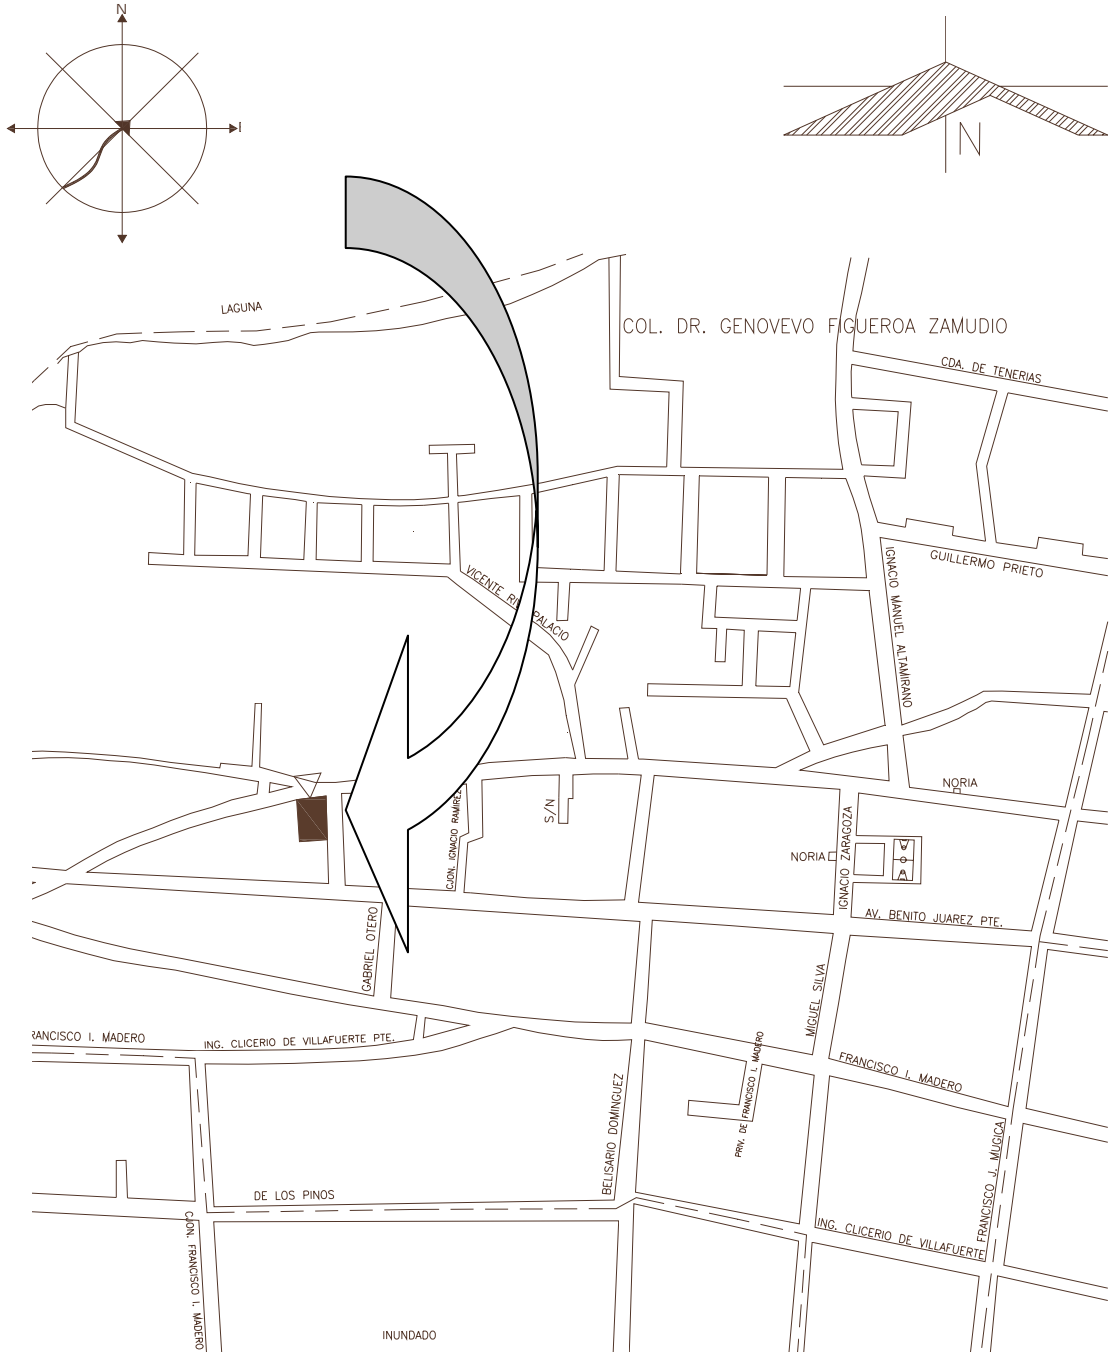 N
I
N
LAGUNA
COL. DR. GENOVEVO FIGUEROA ZAMUDIO
CDA. DE TENERIAS
GUILLERMO PRIETO
IGNACIO MANUEL ALTAMIRANO
VICENTE RIV PALACIO
NORIA
S/N
CJON. IGNACIO RAMIREZ
NORIA
IGNACIO ZARAGOZA
AV. BENITO JUAREZ PTE.
GABRIEL OTERO
MIGUEL SILVA
RANCISCO I. MADERO
ING. CLICERIO DE VILLAFUERTE PTE.
PRIV. DE FRANCISCO I. MADERO
FRANCISCO I. MADERO
BELISARIO DOMINGUEZ
FRANCISCO J. MUGICA
DE LOS PINOS
CJON. FRANCISCO I. MADERO
ING. CLICERIO DE VILLAFUERTE
INUNDADO